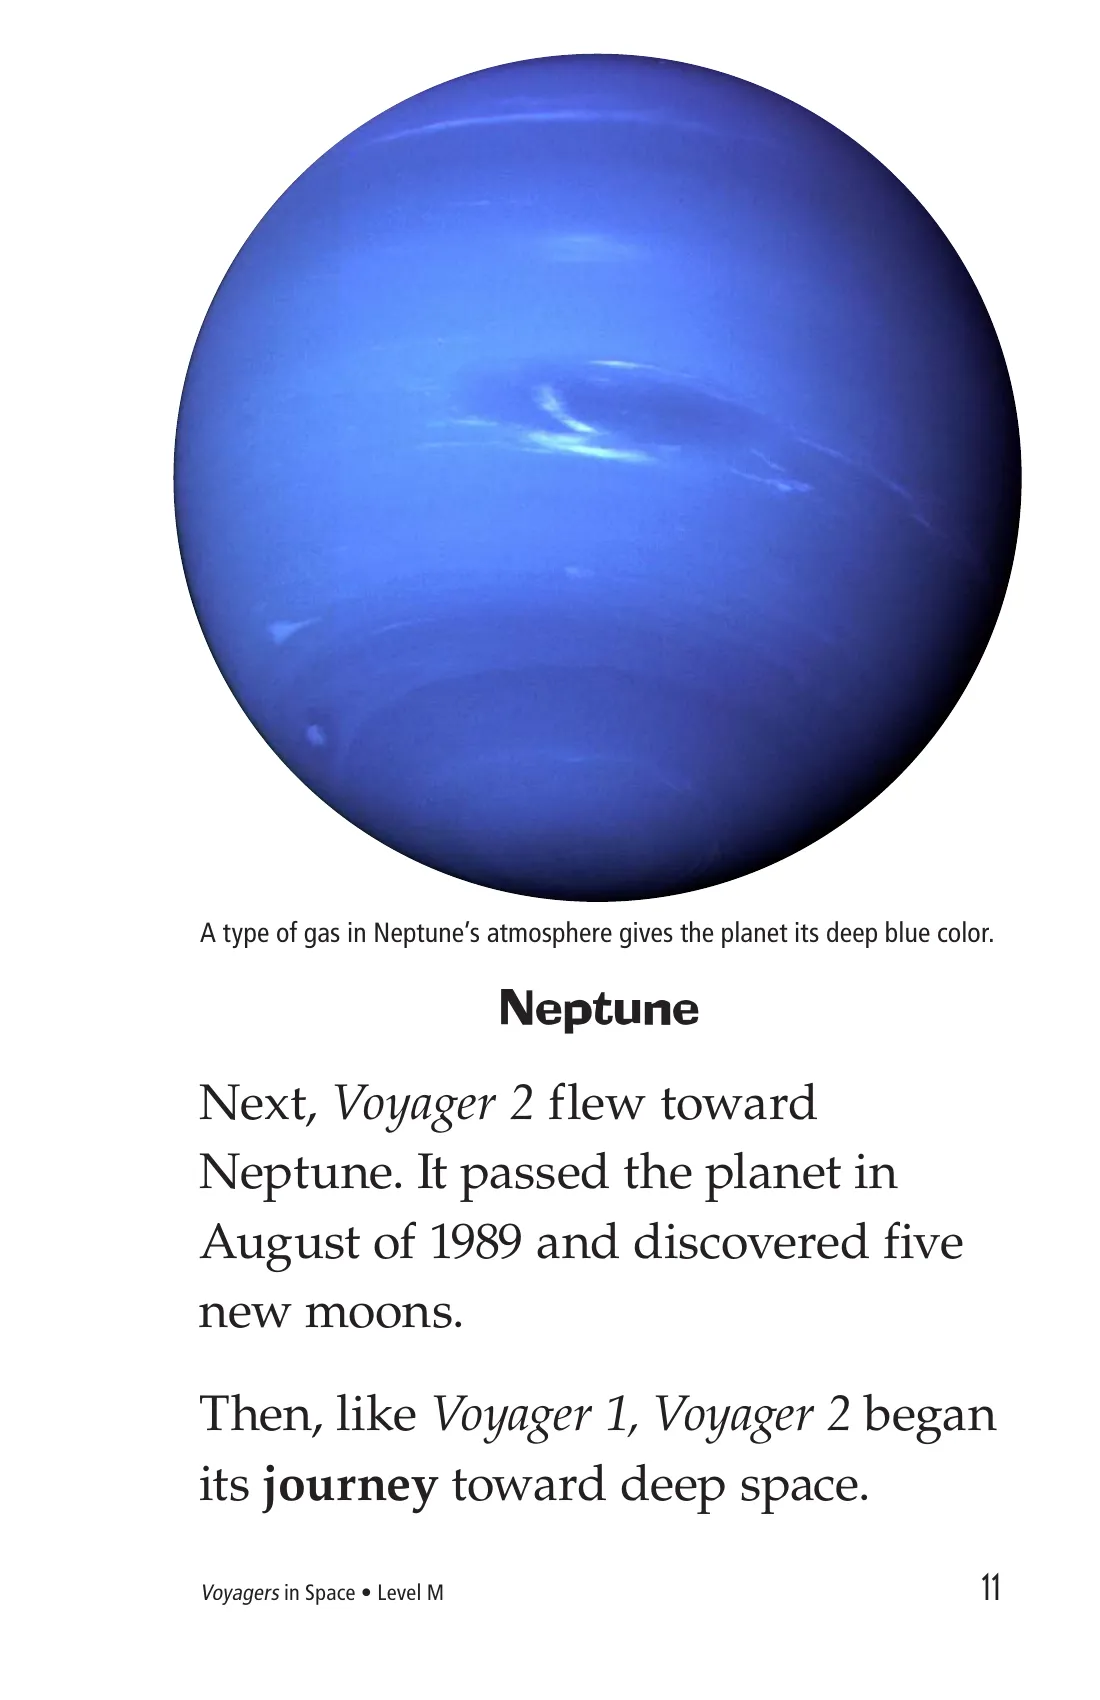 A type of gas in Neptune’s atmosphere gives the planet its deep blue color.
Neptune
Next, Voyager 2 flew toward
Neptune. It passed the planet in
August of 1989 and discovered five
new moons.
Then, like Voyager 1, Voyager 2 began
its journey toward deep space.
Voyagers in Space • Level M
11